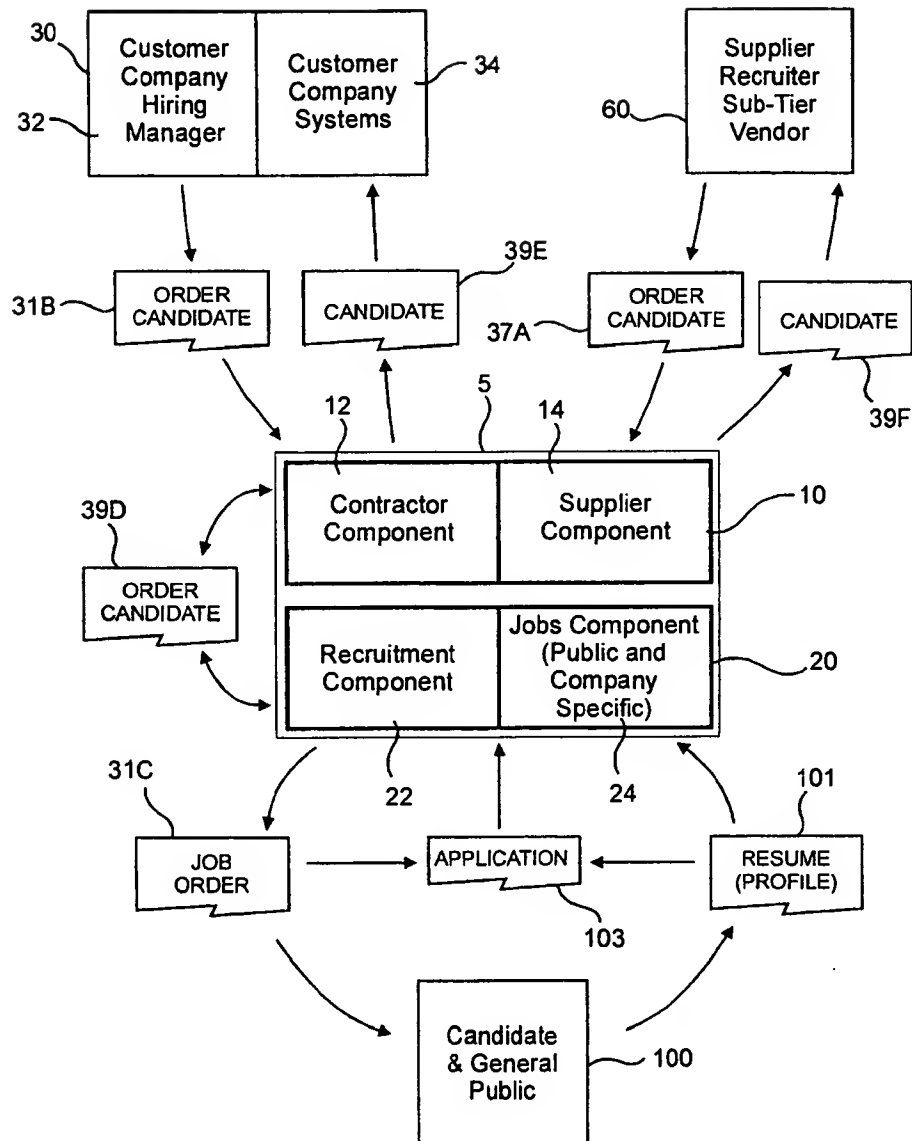 30
32
Customer
Company
Hiring
Manager
Customer
Company
Systems
34
60
Supplier
Recruiter
Sub-Tier
Vendor
31B
ORDER
CANDIDATE
39E
CANDIDATE
37A
ORDER
CANDIDATE
CANDIDATE
39F
12
5
14
Contractor
Component
Supplier
Component
10
39D
ORDER
CANDIDATE
Recruitment
Component
Jobs Component
(Public and
Company
Specific)
20
22
24
31C
JOB
ORDER
APPLICATION
103
101
RESUME
(PROFILE)
Candidate
& General
Public
100